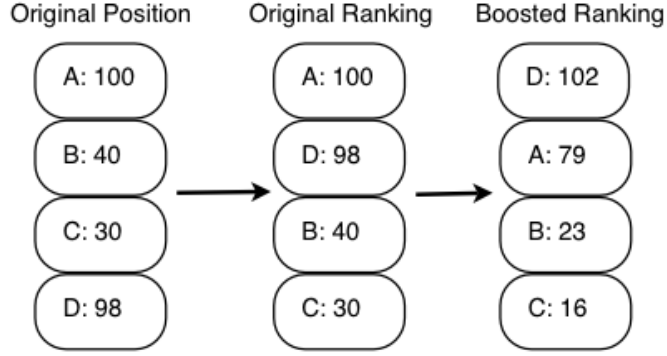 Original Position Original Ranking Boosted Ranking
A: 100 A: 100 D: 102
B: 40 D: 98 A: 79
C: 30 B: 40 B: 23
D: 98 C: 30 C: 16